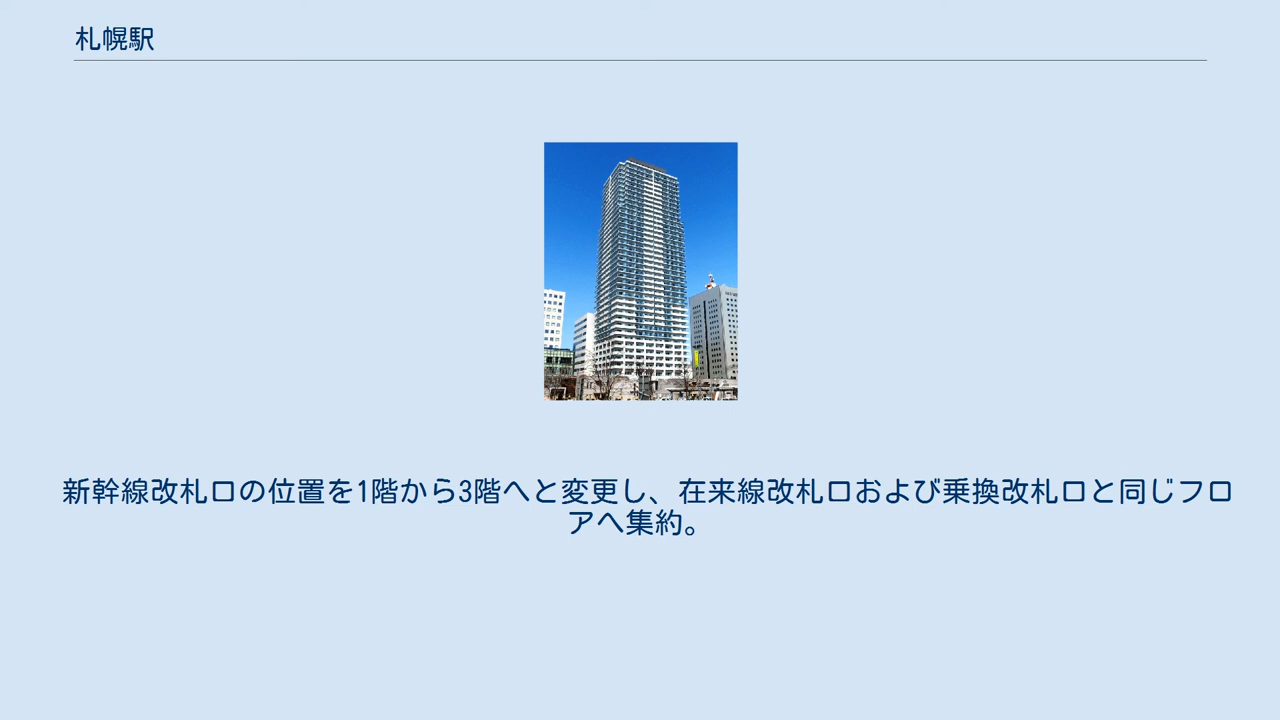 札幌駅
新幹線改札口の位置を1階から3階へと変更し、在来線改札口および乗換改札口と同じフロ
アへ集約。